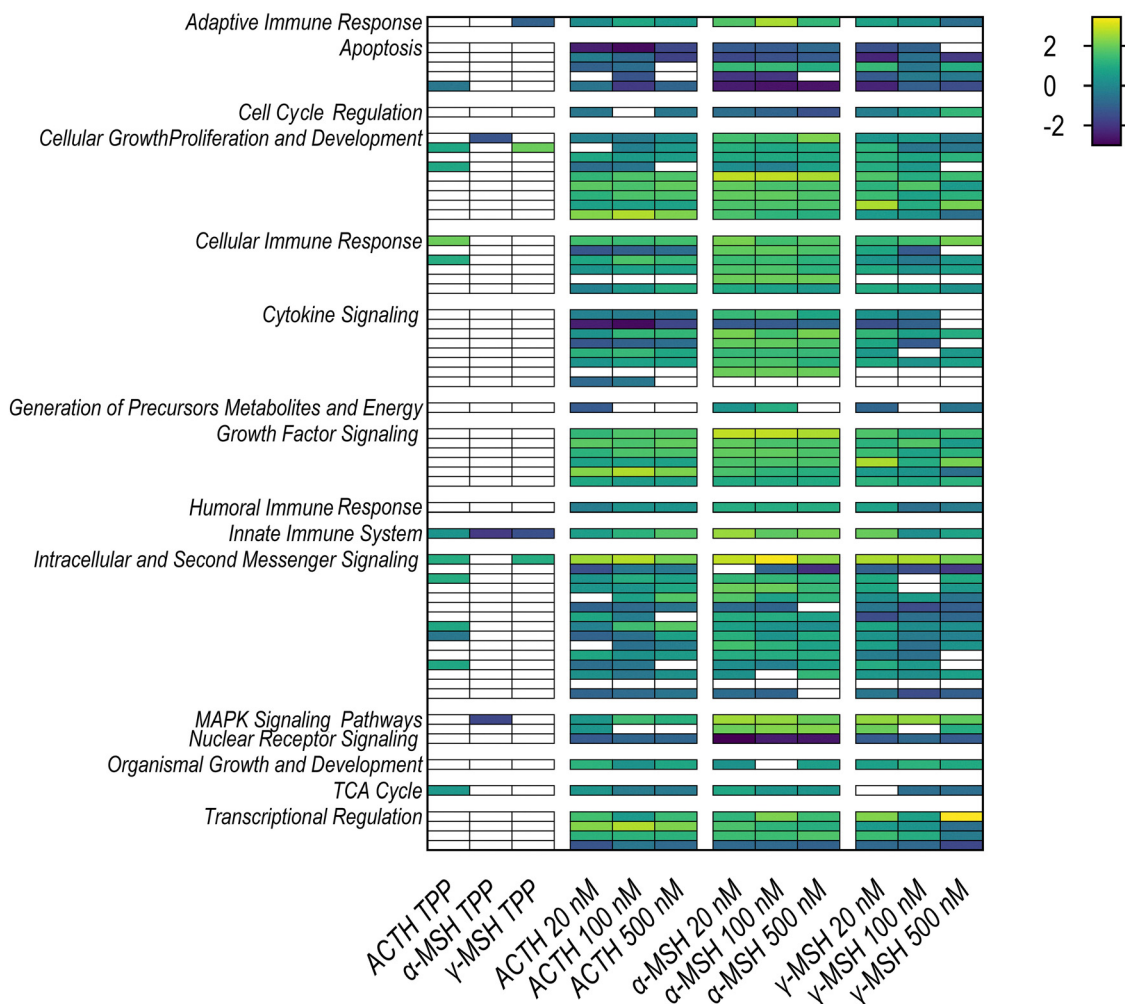 Adaptive Immune Response
Apoptosis
Cell Cycle Regulation
Cellular GrowthProliferation and Development
Cellular Immune Response
Cytokine Signaling
Generation of Precursors Metabolites and Energy
Growth Factor Signaling
Humoral Immune Response
Innate Immune System
Intracellular and Second Messenger Signaling
MAPK Signaling Pathways
Nuclear Receptor Signaling
Organismal Growth and Development
TCA Cycle
Transcriptional Regulation
2
0
-2
ACTH TPP
α-MSH TPP
γ-MSH TPP
ACTH 20 nM
ACTH 100 nM
ACTH 500 nM
α-MSH 20 nM
α-MSH 100 nM
α-MSH 500 nM
γ-MSH 20 nM
γ-MSH 100 nM
γ-MSH 500 nM